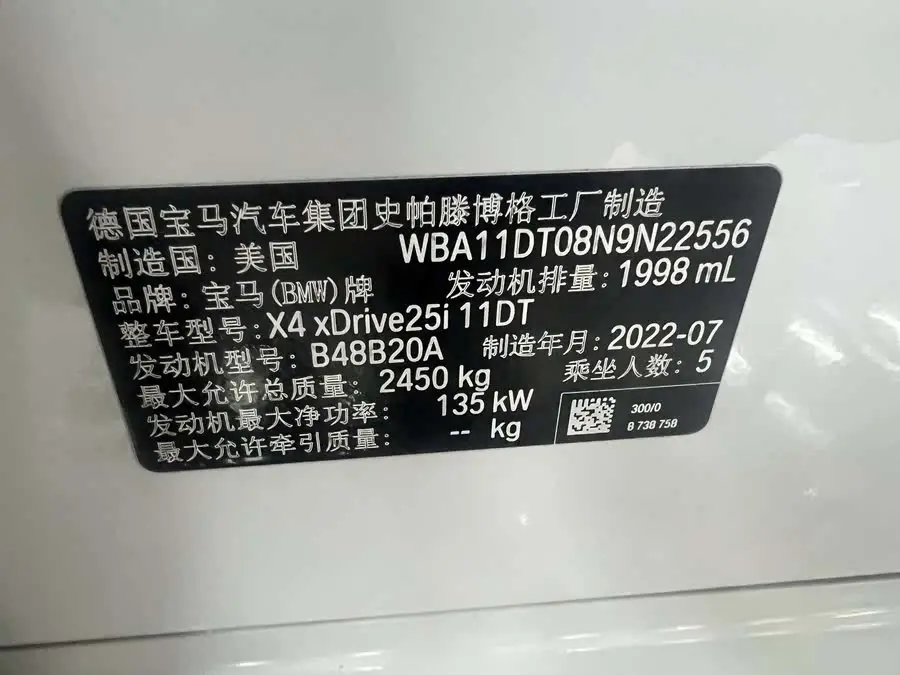 德国宝马汽车集团史帕滕博格工厂制造
制造国：美国 WBA11DT08N9N22556
品牌：宝马(BMW)牌 发动机排量：1998 mL
整车型号：X4 xDrive25i 11DT
发动机型号：B48B20A 制造年月：2022-07
最大允许总质量：2450 kg 乘坐人数：5
发动机最大净功率：135 kW
最大允许牵引质量：-- kg
300/0
8 738 758